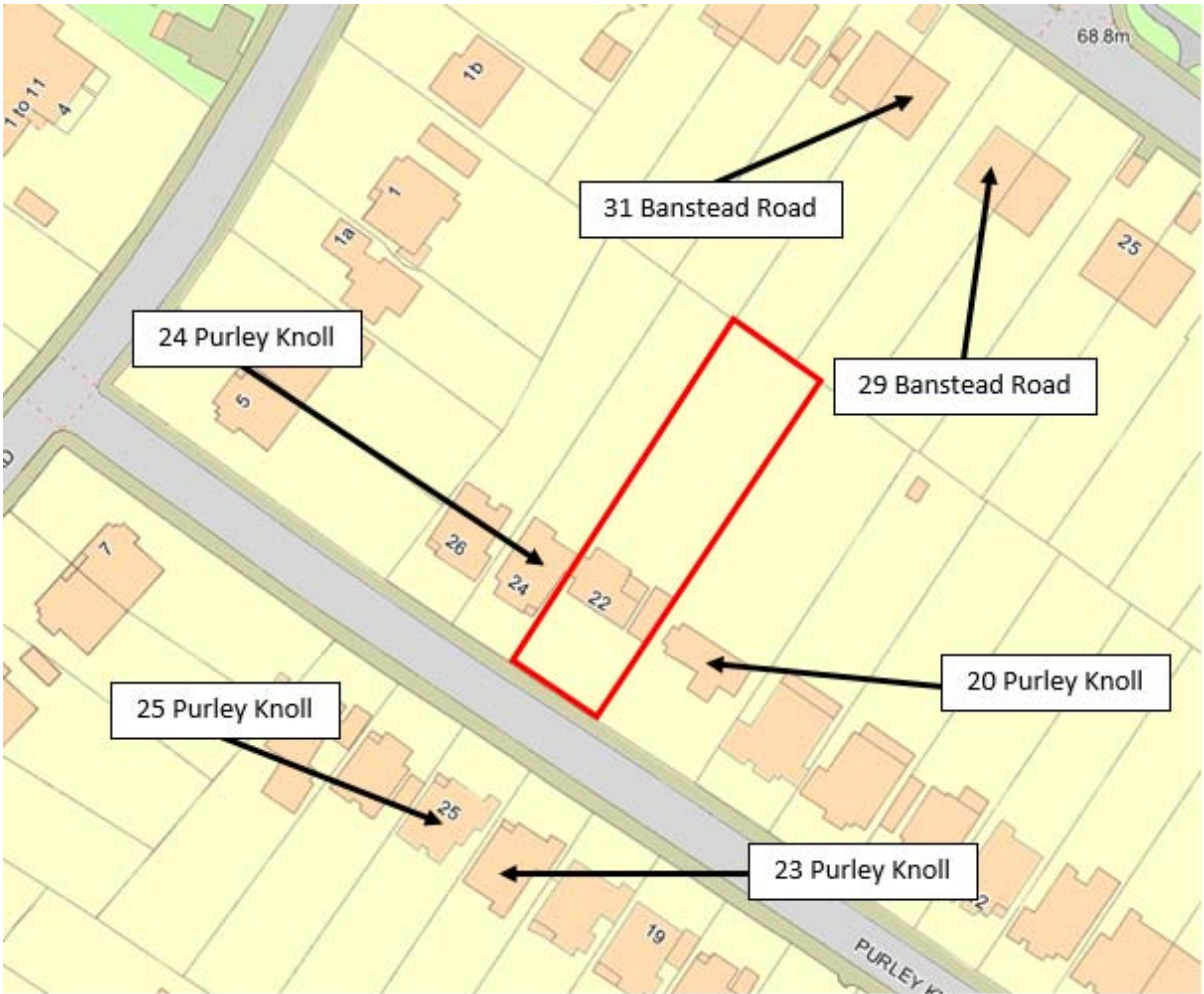 68.8m
1b
1 to 11
4
31 Banstead Road
1
25
1a
24 Purley Knoll
29 Banstead Road
5
26
7
24
22
20 Purley Knoll
25 Purley Knoll
25
23 Purley Knoll
19
PURLEY K